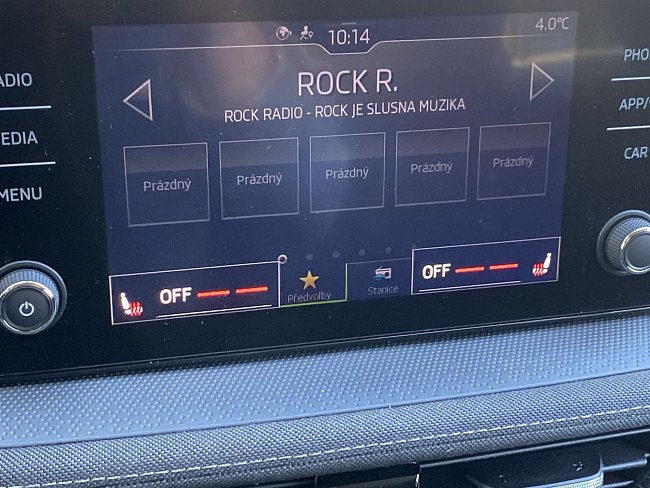 10:14
4.0°C
ROCK R.
ROCK RADIO - ROCK JE SLUSNA MUZIKA
Prázdný
Prázdný
Prázdný
Prázdný
Prázdný
OFF
Předvolby
Stanice
OFF
ADIO
EDIA
MENU
PHO
APP/
CAR